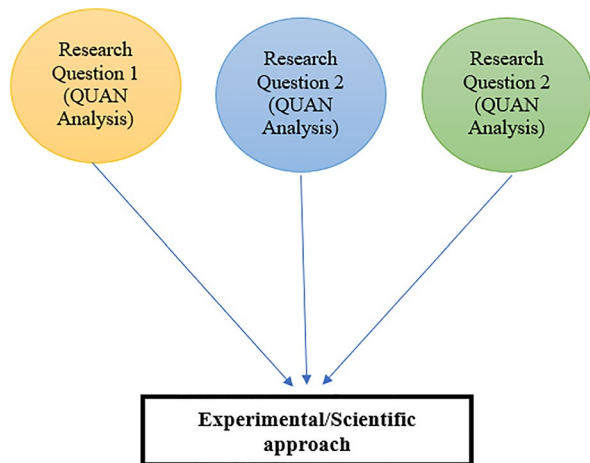 Research
Question 1
(QUAN
Analysis)
Research
Question 2
(QUAN
Analysis)
Research
Question 2
(QUAN
Analysis)
Experimental/Scientific
approach